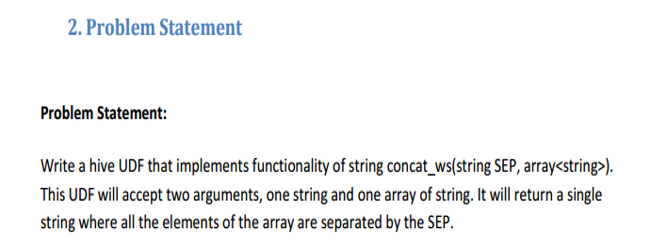 2. Problem Statement
Problem Statement:
Write a hive UDF that implements functionality of string concat_ws(string SEP, array<string>).
This UDF will accept two arguments, one string and one array of string. It will return a single
string where all the elements of the array are separated by the SEP.